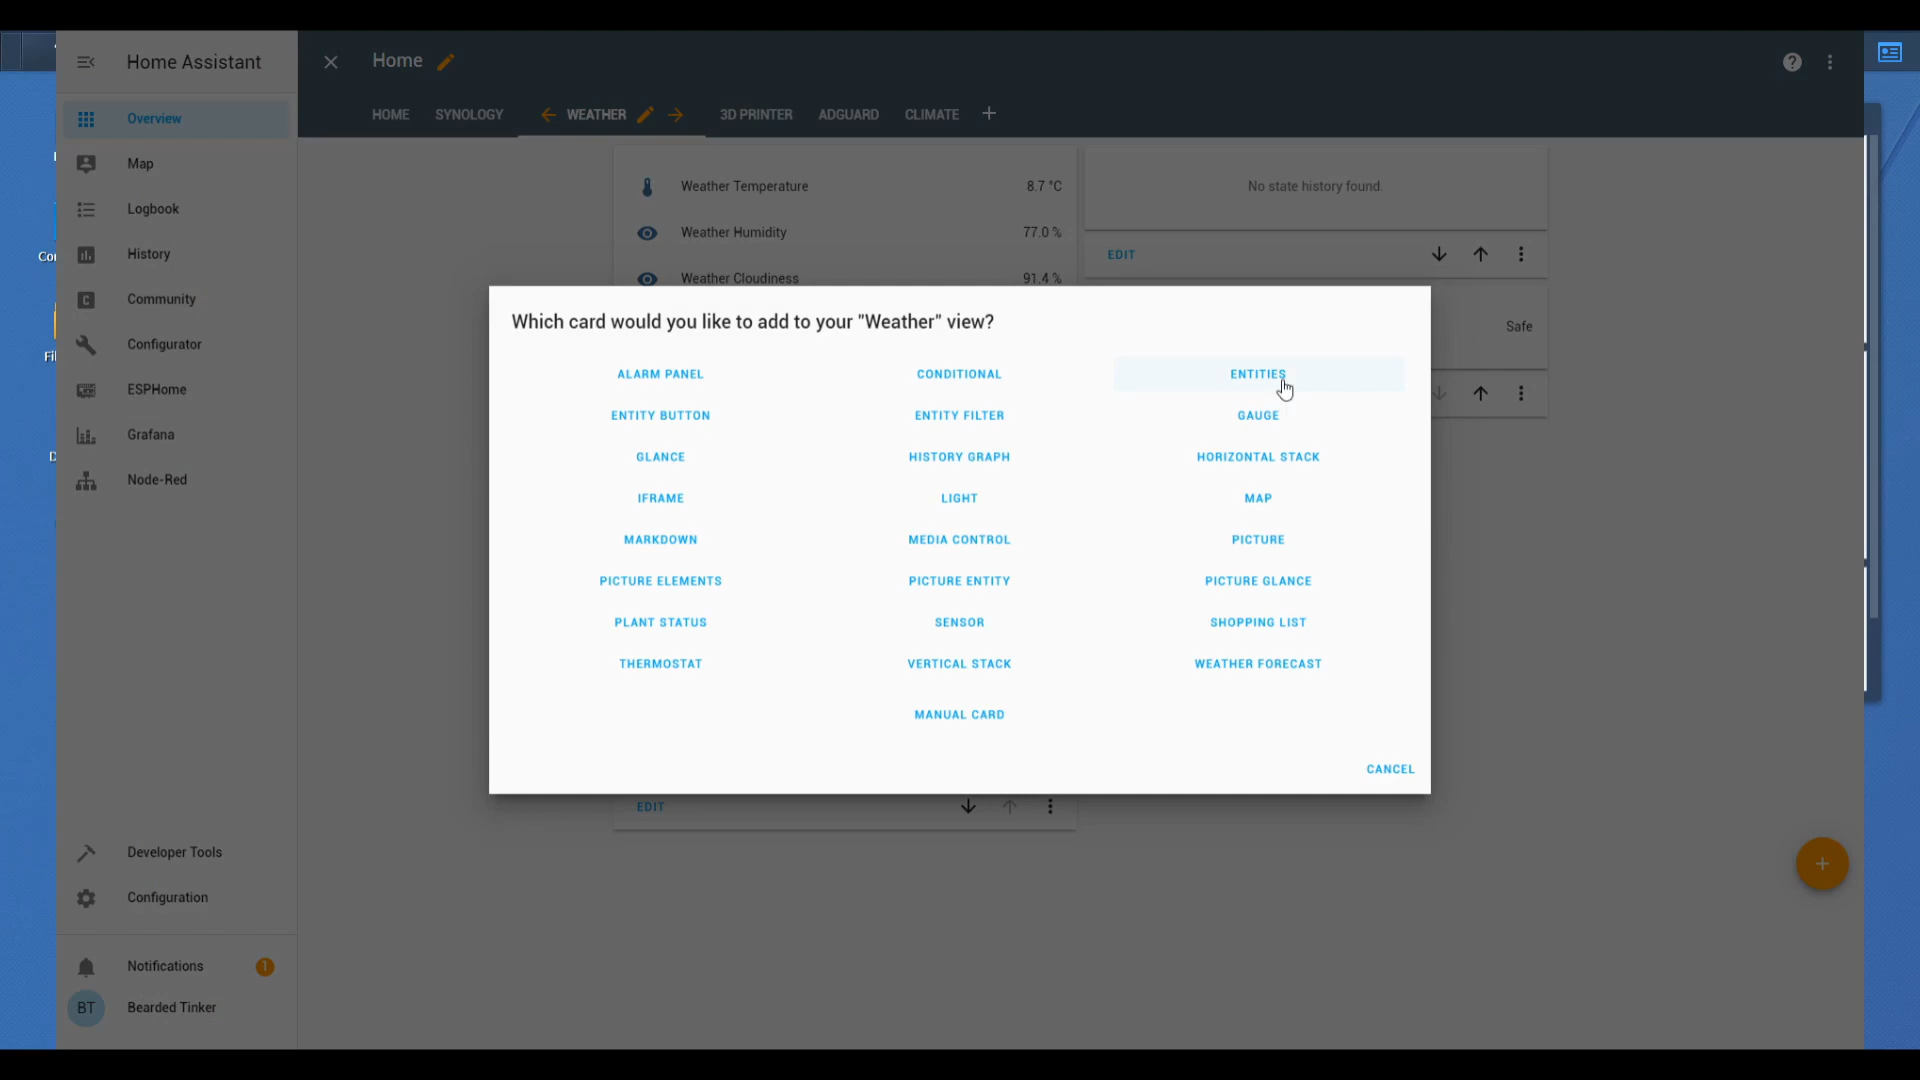 Home Assistant
Home
HOME SYNOLOGY WEATHER 3D PRINTER ADGUARD CLIMATE
Overview
Map
Logbook
History
Community
Configurator
ESPHome
Grafana
Node-Red
Developer Tools
Configuration
Notifications 1
BT Bearded Tinker
Weather Temperature 8.7 °C
Weather Humidity 77.0 %
Weather Cloudiness 91.4 %
No state history found.
EDIT
Safe
Which card would you like to add to your "Weather" view?
ALARM PANEL CONDITIONAL ENTITIES
ENTITY BUTTON ENTITY FILTER GAUGE
GLANCE HISTORY GRAPH HORIZONTAL STACK
IFRAME LIGHT MAP
MARKDOWN MEDIA CONTROL PICTURE
PICTURE ELEMENTS PICTURE ENTITY PICTURE GLANCE
PLANT STATUS SENSOR SHOPPING LIST
THERMOSTAT VERTICAL STACK WEATHER FORECAST
MANUAL CARD
CANCEL
EDIT